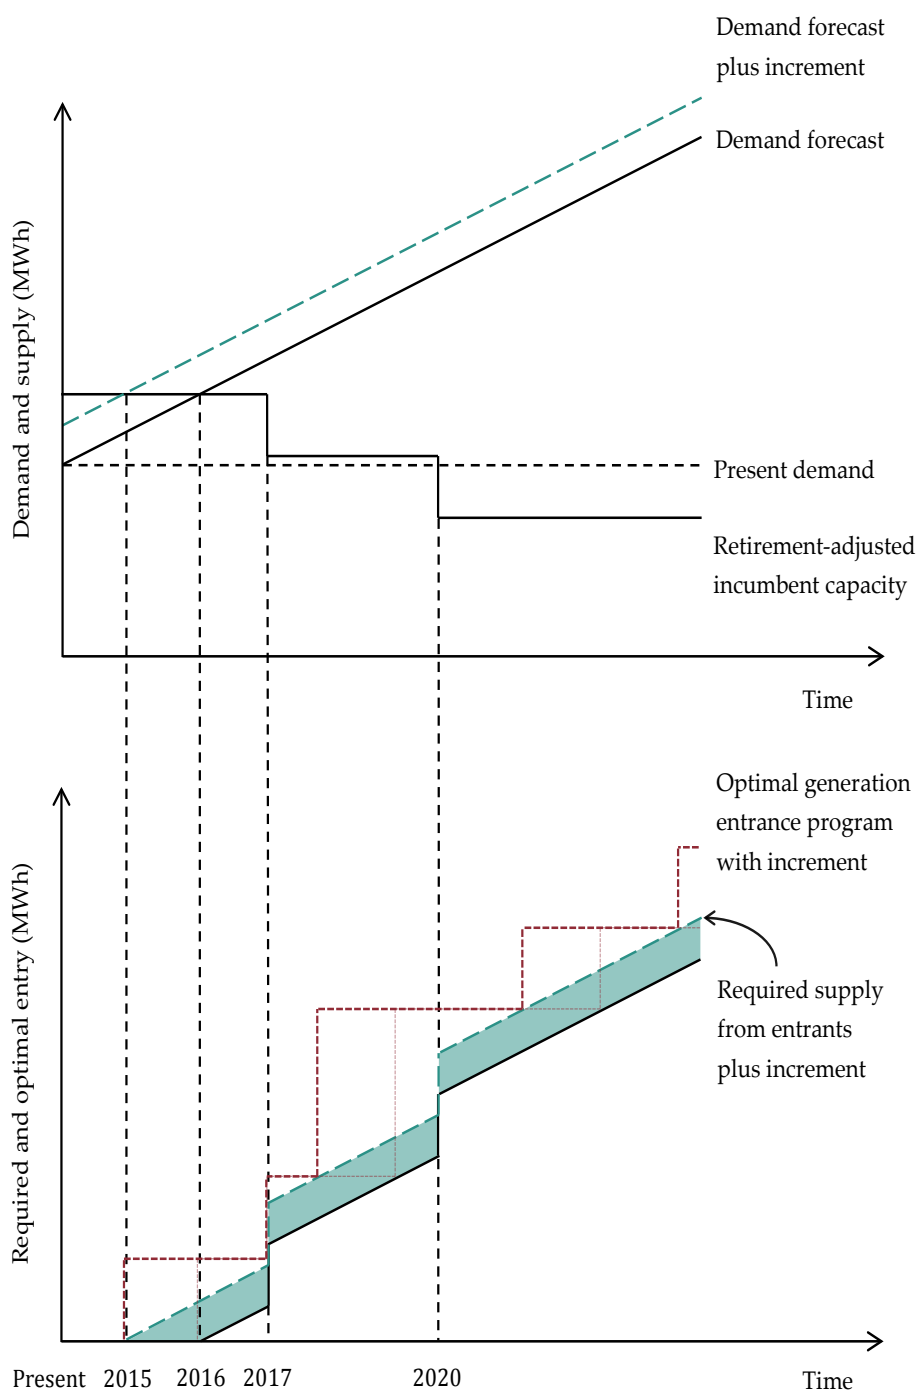 Demand forecast
plus increment
Demand forecast
Demand and supply (MWh)
Present demand
Retirement-adjusted
incumbent capacity
Time
Optimal generation
entrance program
with increment
Required and optimal entry (MWh)
Required supply
from entrants
plus increment
Present 2015 2016 2017 2020 Time